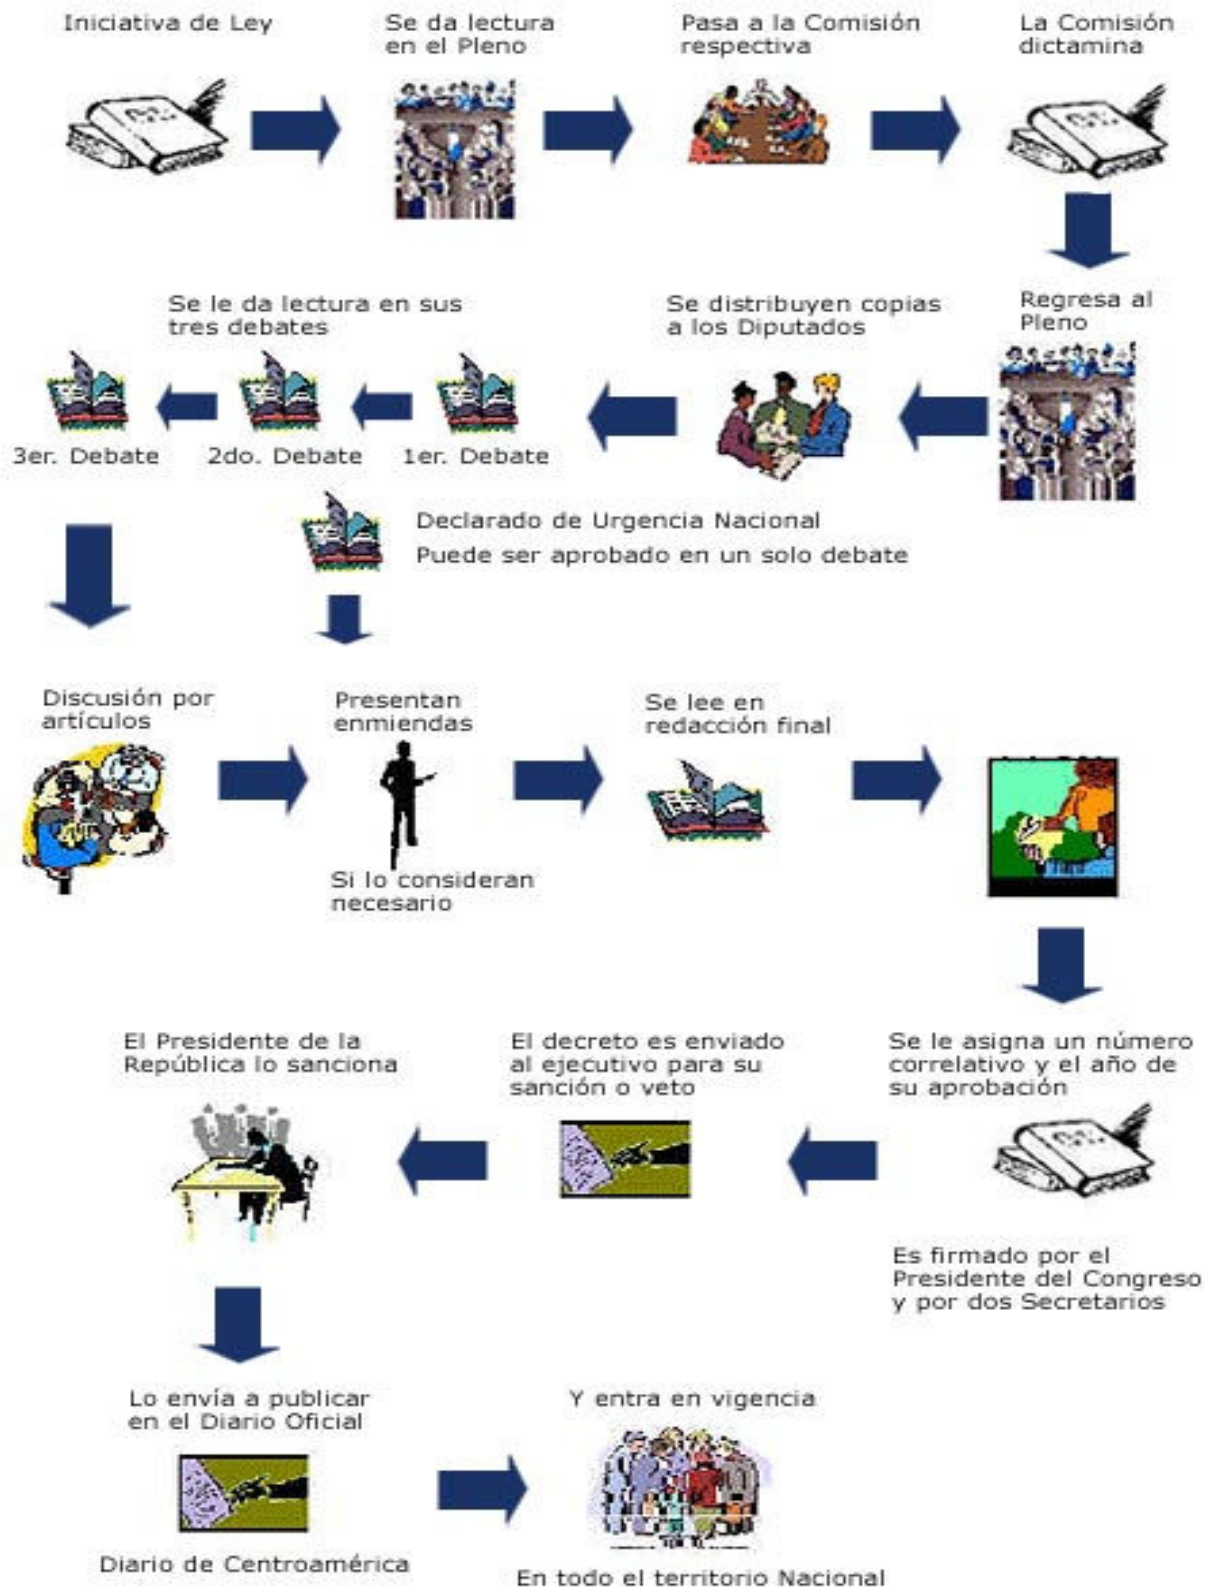 Iniciativa de Ley
Se da lectura
en el Pleno
Pasa a la Comisión
respectiva
La Comisión
dictamina
Regresa al
Pleno
Se distribuyen copias
a los Diputados
Se le da lectura en sus
tres debates
1er. Debate
2do. Debate
3er. Debate
Declarado de Urgencia Nacional
Puede ser aprobado en un solo debate
Discusión por
artículos
Presentan
enmiendas
Si lo consideran
necesario
Se lee en
redacción final
Se le asigna un número
correlativo y el año de
su aprobación
Es firmado por el
Presidente del Congreso
y por dos Secretarios
El decreto es enviado
al ejecutivo para su
sanción o veto
El Presidente de la
República lo sanciona
Lo envía a publicar
en el Diario Oficial
Diario de Centroamérica
Y entra en vigencia
En todo el territorio Nacional